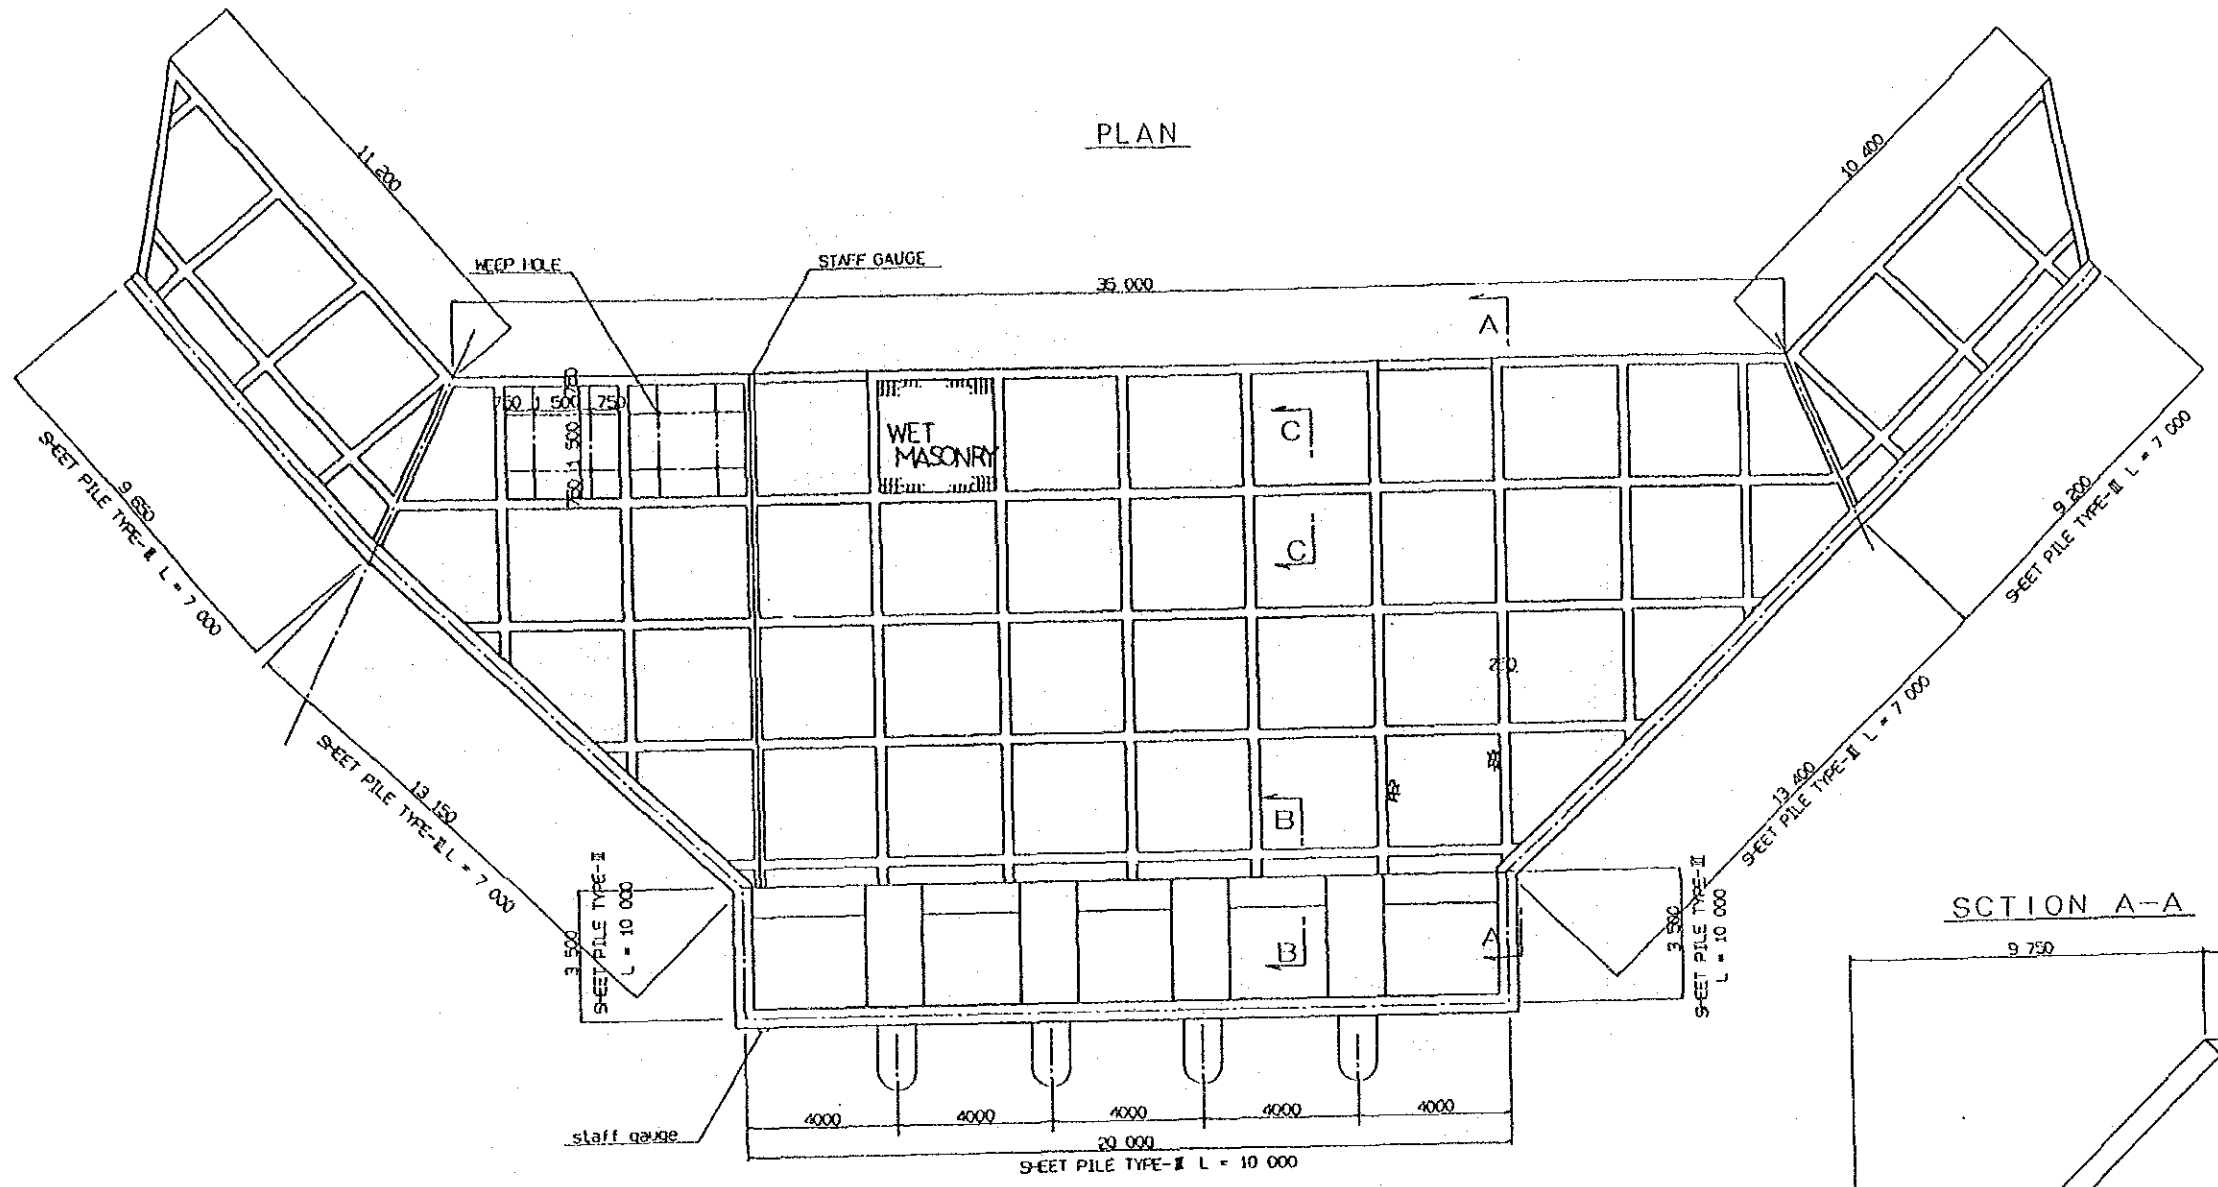 PLAN
11 200
10 400
WEEP HOLE
STAFF GAUGE
35 000
A
750 1 500 750
1 500
750
WET
MASONRY
C
C
9 650
SHEET PILE TYPE-Ⅱ L = 7 000
9 200
SHEET PILE TYPE-Ⅱ L = 7 000
13 150
SHEET PILE TYPE-Ⅱ L = 7 000
13 400
SHEET PILE TYPE-Ⅱ L = 7 000
B
3 500
SHEET PILE TYPE-Ⅱ
L = 10 000
B
A
3 500
SHEET PILE TYPE-Ⅱ
L = 10 000
SCTION A-A
9 750
4000 4000 4000 4000 4000
staff gauge
20 000
SHEET PILE TYPE-Ⅱ L = 10 000